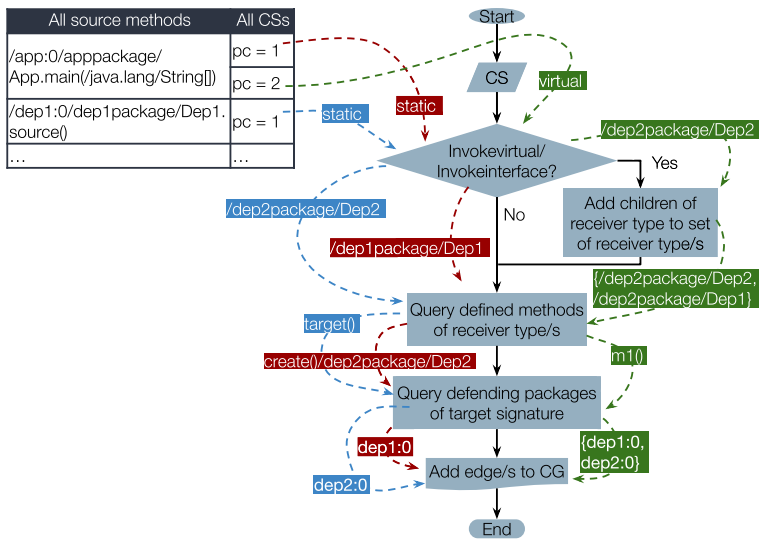 All source methods
All CSs
/app:0/apppackage/
App.main(/java.lang/String[])
pc = 1
pc = 2
/dep1:0/dep1package/Dep1.
source()
pc = 1
...
...
Start
CS
static
static
virtual
Invokevirtual/
Invokeinterface?
Yes
No
/dep2package/Dep2
/dep2package/Dep2
/dep1package/Dep1
Add children of
receiver type to set
of receiver type/s
{/dep2package/Dep2,
/dep2package/Dep1}
Query defined methods
of receiver type/s
target()
create()/dep2package/Dep2
m1()
Query defending packages
of target signature
dep1:0
{dep1:0,
dep2:0}
dep2:0
Add edge/s to CG
End